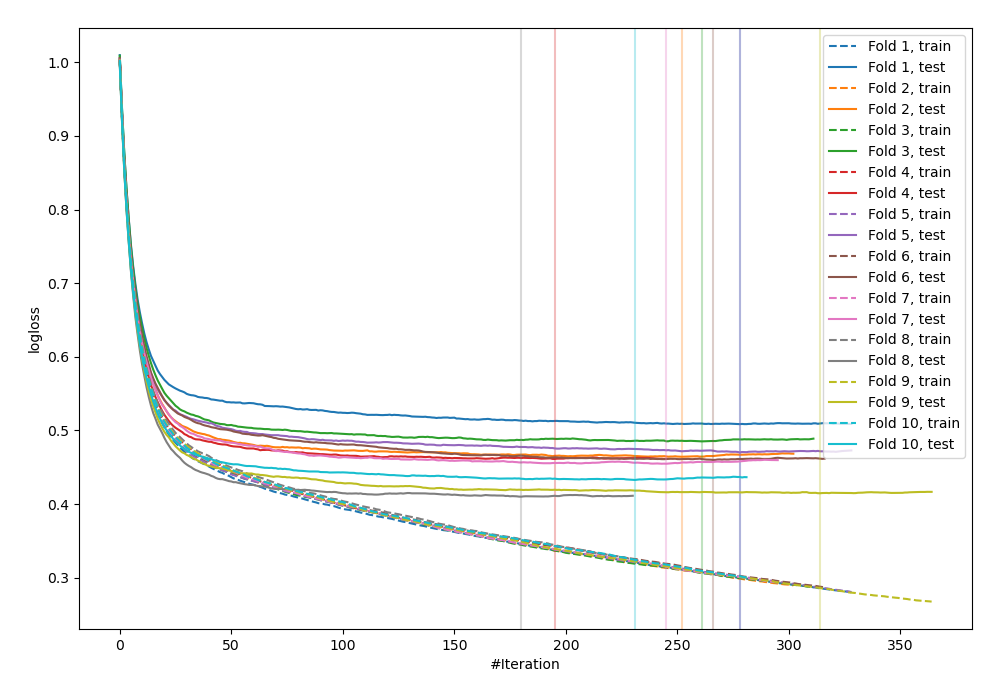 1.0
0.9
0.8
0.7
0.6
0.5
0.4
0.3
logloss
0
50
100
150
200
250
300
350
#Iteration
Fold 1, train
Fold 1, test
Fold 2, train
Fold 2, test
Fold 3, train
Fold 3, test
Fold 4, train
Fold 4, test
Fold 5, train
Fold 5, test
Fold 6, train
Fold 6, test
Fold 7, train
Fold 7, test
Fold 8, train
Fold 8, test
Fold 9, train
Fold 9, test
Fold 10, train
Fold 10, test